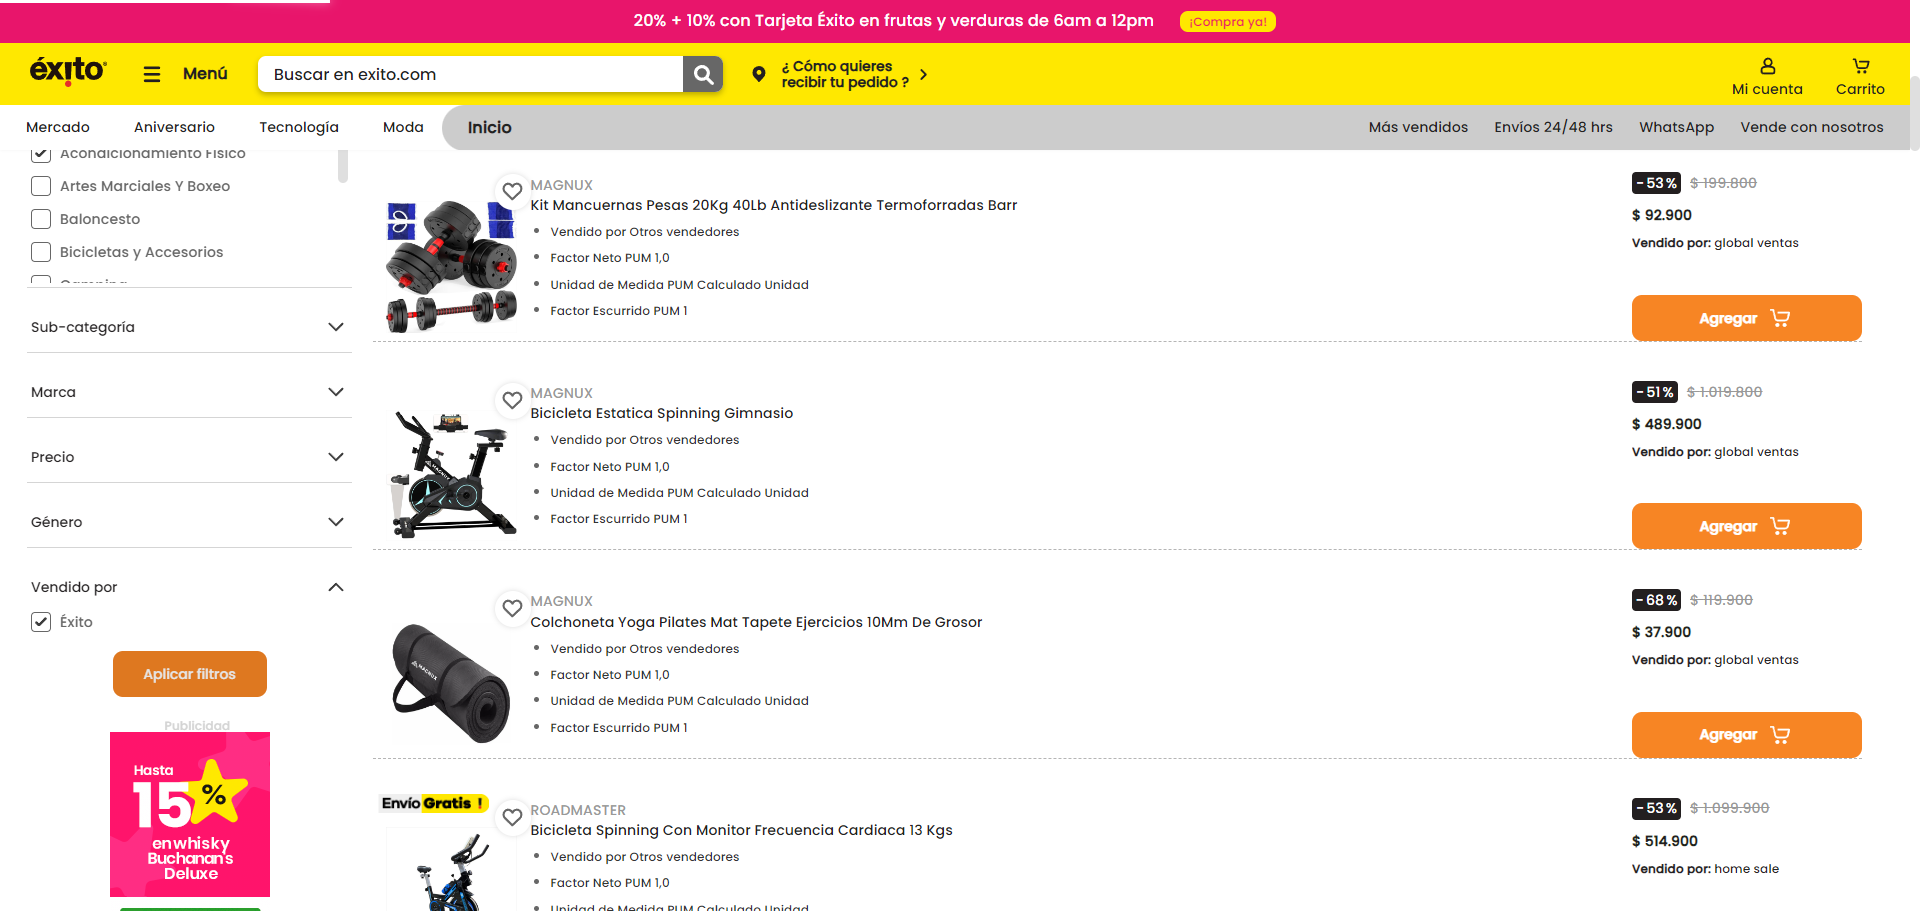 20% + 10% con Tarjeta Éxito en frutas y verduras de 6am a 12pm
¡Compra ya!
éxito
Menú
Buscar en exito.com
¿ Cómo quieres
recibir tu pedido ?
Mi cuenta
Carrito
Mercado
Aniversario
Tecnología
Moda
Inicio
Más vendidos
Envíos 24/48 hrs
WhatsApp
Vende con nosotros
Acondicionamiento Físico
Artes Marciales Y Boxeo
Baloncesto
Bicicletas y Accesorios
Camping
Sub-categoría
Marca
Precio
Género
Vendido por
Éxito
Aplicar filtros
Publicidad
Hasta
15%
en whisky
Buchanan's
Deluxe
MAGNUX
Kit Mancuernas Pesas 20Kg 40Lb Antideslizante Termoforradas Barr
Vendido por Otros vendedores
Factor Neto PUM 1,0
Unidad de Medida PUM Calculado Unidad
Factor Escurrido PUM 1
-53% $ 199.800
$ 92.900
Vendido por: global ventas
Agregar
MAGNUX
Bicicleta Estatica Spinning Gimnasio
Vendido por Otros vendedores
Factor Neto PUM 1,0
Unidad de Medida PUM Calculado Unidad
Factor Escurrido PUM 1
-51% $ 1.019.800
$ 489.900
Vendido por: global ventas
Agregar
MAGNUX
MAGNUX
Colchoneta Yoga Pilates Mat Tapete Ejercicios 10Mm De Grosor
Vendido por Otros vendedores
Factor Neto PUM 1,0
Unidad de Medida PUM Calculado Unidad
Factor Escurrido PUM 1
-68% $ 119.900
$ 37.900
Vendido por: global ventas
Agregar
Envío Gratis !
ROADMASTER
Bicicleta Spinning Con Monitor Frecuencia Cardiaca 13 Kgs
Vendido por Otros vendedores
Factor Neto PUM 1,0
Unidad de Medida PUM Calculado Unidad
-53% $ 1.099.900
$ 514.900
Vendido por: home sale